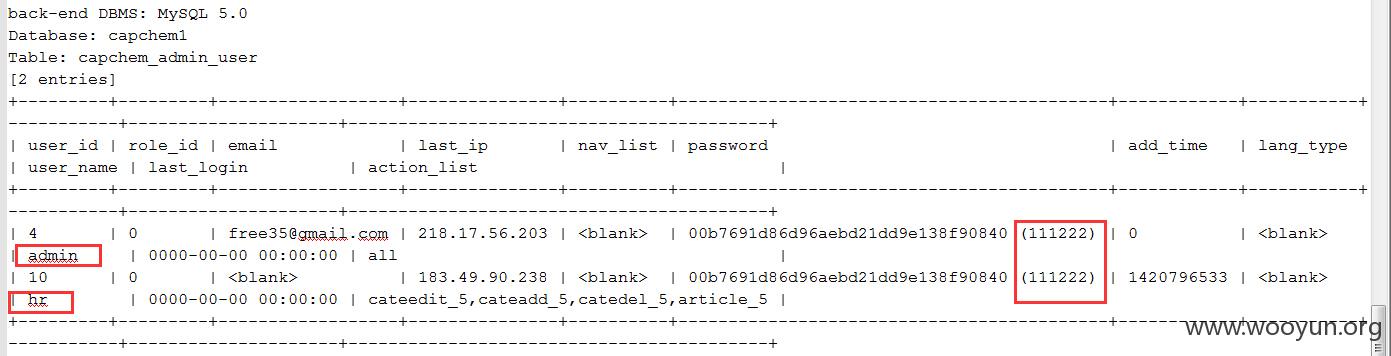 back-end DBMS: MySQL 5.0
Database: capchem1
Table: capchem_admin_user
[2 entries]
+----------+---------+-------------------+---------------+----------+-------------------------------------------+------------+-----------+
-----------+---------------------+------------------------------------------+
| user_id | role_id | email | last_ip | nav_list | password | add_time | lang_type
| user_name | last_login | action_list |
+----------+---------+-------------------+---------------+----------+-------------------------------------------+------------+-----------+
-----------+---------------------+------------------------------------------+
| 4 | 0 | free35@gmail.com | 218.17.56.203 | <blank> | 00b7691d86d96aebd21dd9e138f90840 (111222) | 0 | <blank>
| admin | 0000-00-00 00:00:00 | all |
| 10 | 0 | <blank> | 183.49.90.238 | <blank> | 00b7691d86d96aebd21dd9e138f90840 (111222) | 1420796533 | <blank>
| hr | 0000-00-00 00:00:00 | cateedit_5,cateadd_5,catedel_5,article_5 |
+----------+---------+-------------------+---------------+----------+-------------------------------------------+------------+-----------+
-----------+---------------------+------------------------------------------+
www.wooyun.org